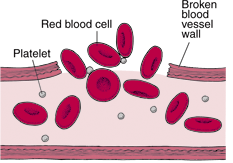 Red blood cell
Broken
blood
vessel
wall
Platelet